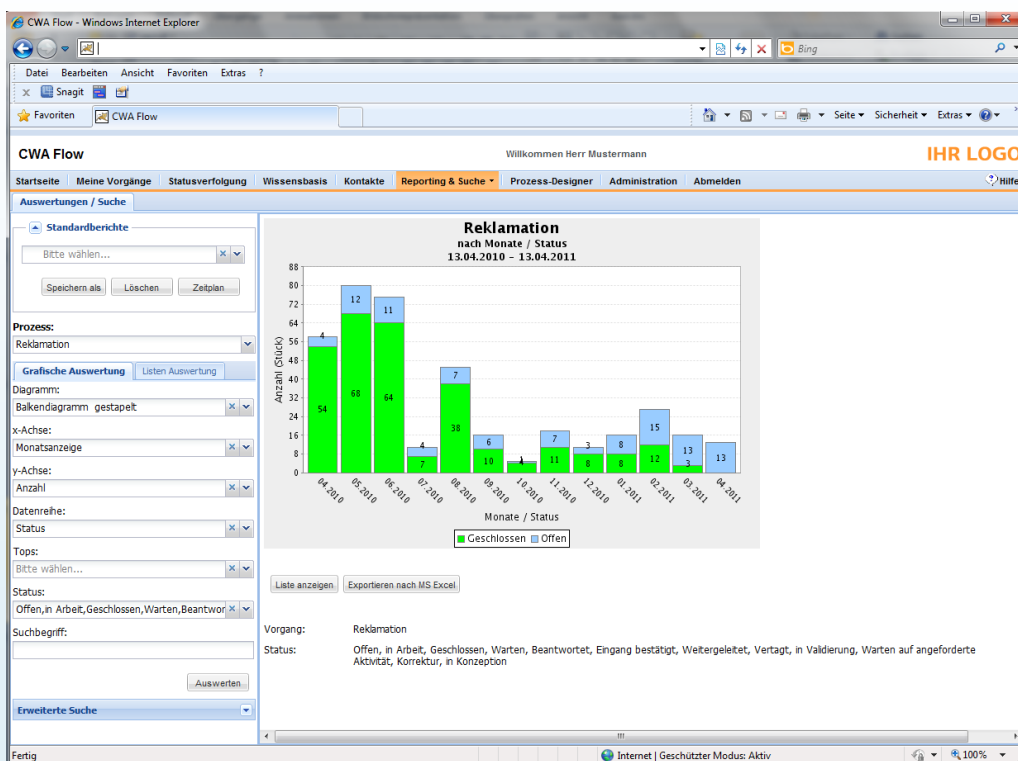 CWA Flow - Windows Internet Explorer
Bing
Datei Bearbeiten Ansicht Favoriten Extras ?
x Snagit
Favoriten CWA Flow Seite Sicherheit Extras
CWA Flow Willkommen Herr Mustermann IHR LOGO
Startseite Meine Vorgänge Statusverfolgung Wissensbasis Kontakte Reporting & Suche Prozess-Designer Administration Abmelden Hilfe
Auswertungen / Suche
Standardberichte
Bitte wählen...
Speichern als Löschen Zeitplan
Prozess:
Reklamation
Grafische Auswertung Listen Auswertung
Diagramm:
Balkendiagramm gestapelt
x-Achse:
Monatsanzeige
y-Achse:
Anzahl
Datenreihe:
Status
Tops:
Bitte wählen...
Status:
Offen,in Arbeit,Geschlossen,Warten,Beantwor
Suchbegriff:
Auswerten
Erweiterte Suche
Reklamation
nach Monate / Status
13.04.2010 - 13.04.2011
Anzahl (Stück)
88
80
72
64
56
48
40
32
24
16
8
0
4 12 11 4 7 6 1 7 3 8 15 13 13
54 68 64 7 38 10 4 11 8 8 12 3
04.2010 05.2010 06.2010 07.2010 08.2010 09.2010 10.2010 11.2010 12.2010 01.2011 02.2011 03.2011 04.2011
Monate / Status
Geschlossen Offen
Liste anzeigen Exportieren nach MS Excel
Vorgang: Reklamation
Status: Offen, in Arbeit, Geschlossen, Warten, Beantwortet, Eingang bestätigt, Weitergeleitet, Vertagt, in Validierung, Warten auf angeforderte
Aktivität, Korrektur, in Konzeption
Fertig Internet | Geschützter Modus: Aktiv 100%